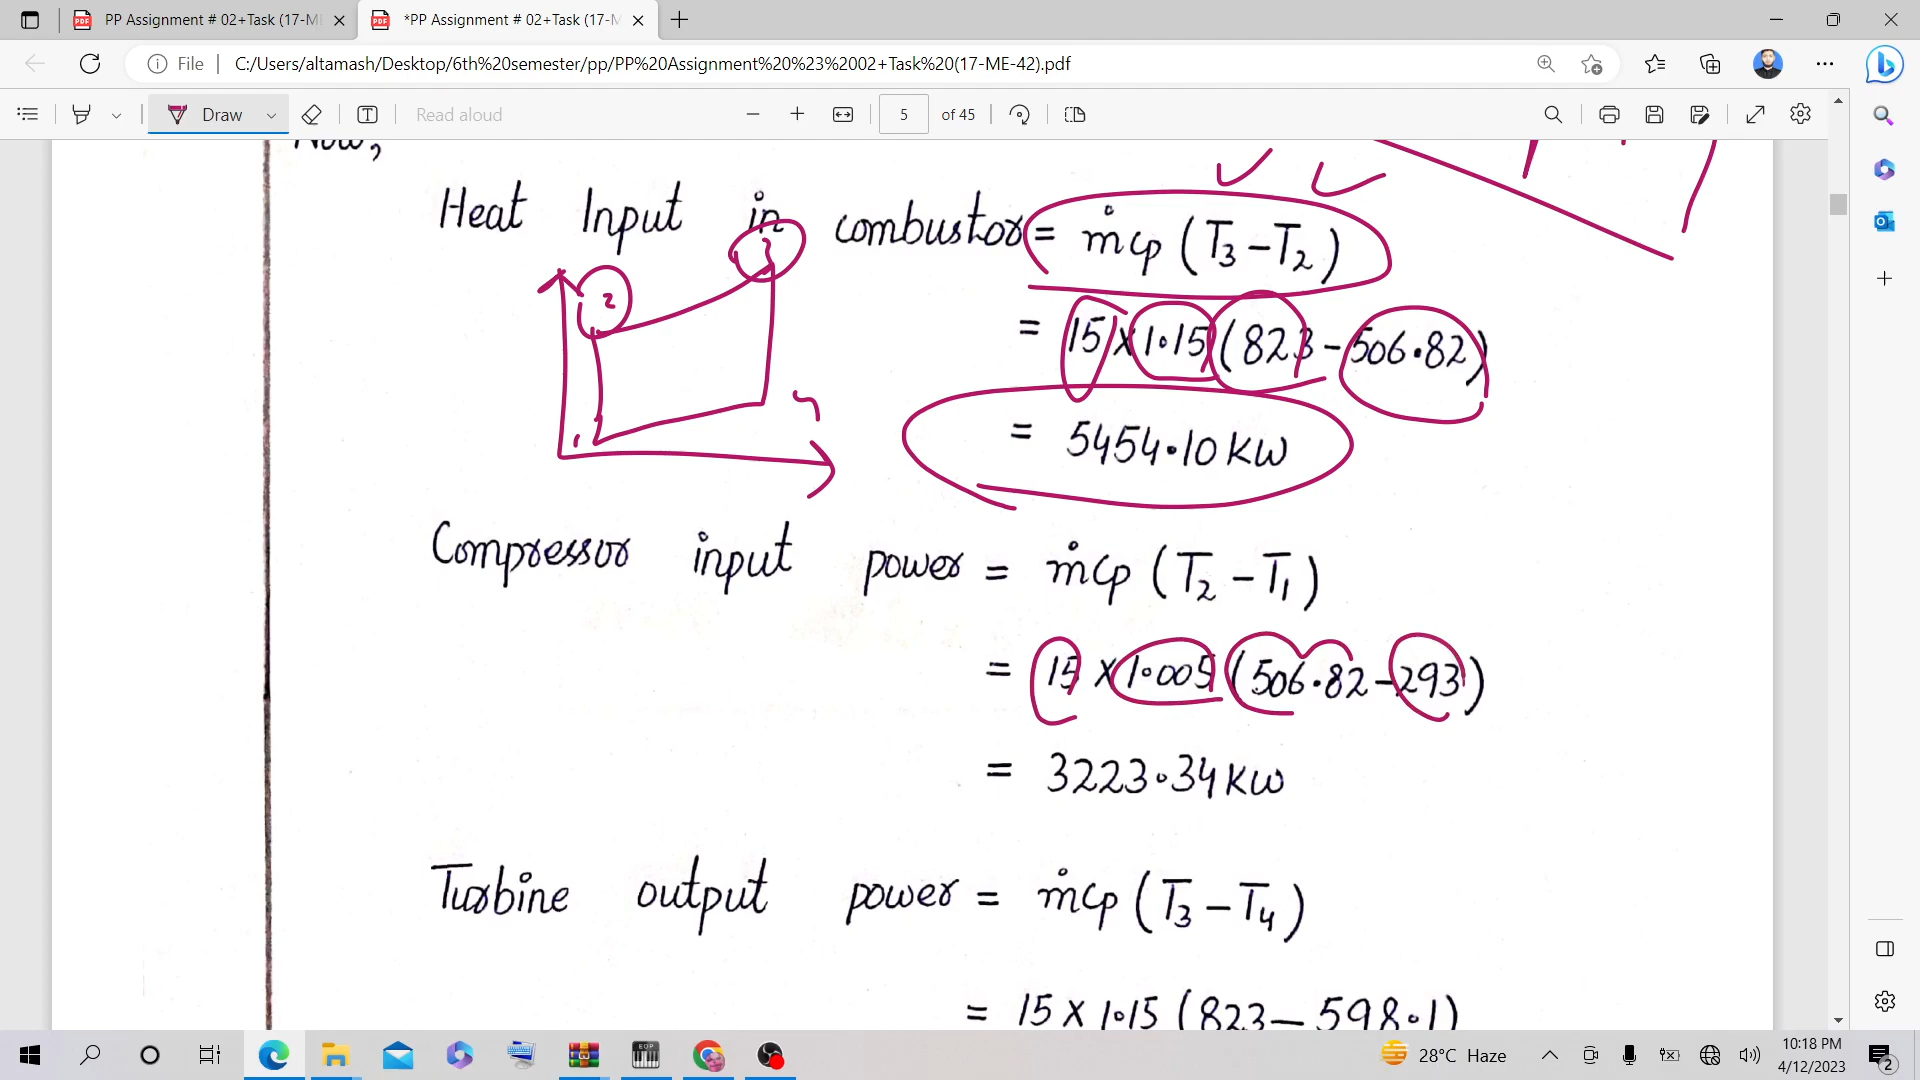 PP Assignment # 02+Task (17-M
*PP Assignment # 02+Task (17-M
File
C:/Users/altamash/Desktop/6th%20semester/pp/PP%20Assignment%20%23%2002+Task%20(17-ME-42).pdf
Draw
Read aloud
5 of 45
Now,
Heat Input in combustor = ṁcp (T₃ - T₂)
= 15 x 1.15 (823 - 506.82)
= 5454.10 KW
2
3
1
4
Compressor input power = ṁcp (T₂ - T₁)
= 15 x 1.005 (506.82 - 293)
= 3223.34 KW
Turbine output power = ṁcp (T₃ - T₄)
= 15 x 1.15 (823 - 598.1)
28°C Haze
10:18 PM
4/12/2023
2